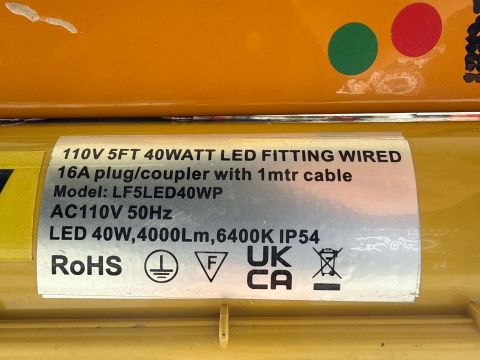 110V 5FT 40WATT LED FITTING WIRED
16A plug/coupler with 1mtr cable
Model: LF5LED40WP
AC110V 50Hz
LED 40W,4000Lm,6400K IP54
RoHS F UK CA